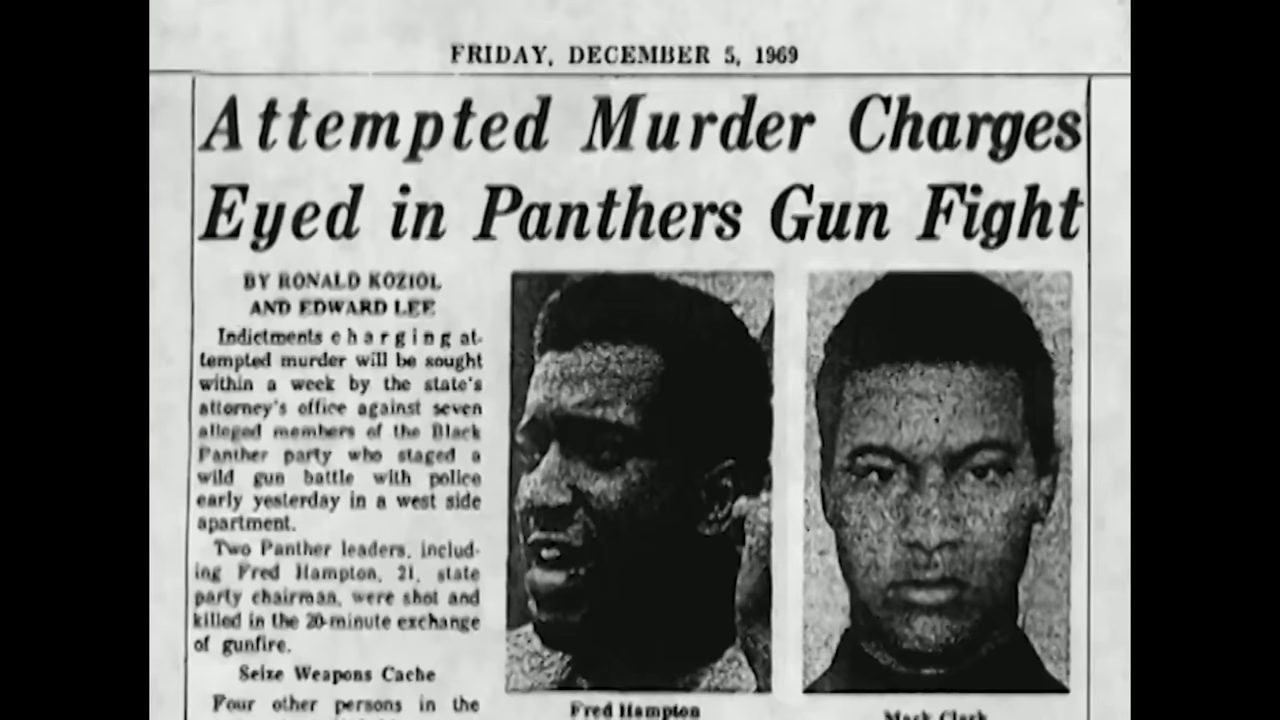 FRIDAY, DECEMBER 5, 1969
Attempted Murder Charges
Eyed in Panthers Gun Fight
BY RONALD KOZIOL
AND EDWARD LEE
Indictments charging at-
tempted murder will be sought
within a week by the state's
attorney's office against seven
alleged members of the Black
Panther party who staged a
wild gun battle with police
early yesterday in a west side
apartment.
Two Panther leaders, includ-
ing Fred Hampton, 21, state
party chairman, were shot and
killed in the 20-minute exchange
of gunfire.
Seize Weapons Cache
Four other persons in the
Fred Hampton
Mark Clark